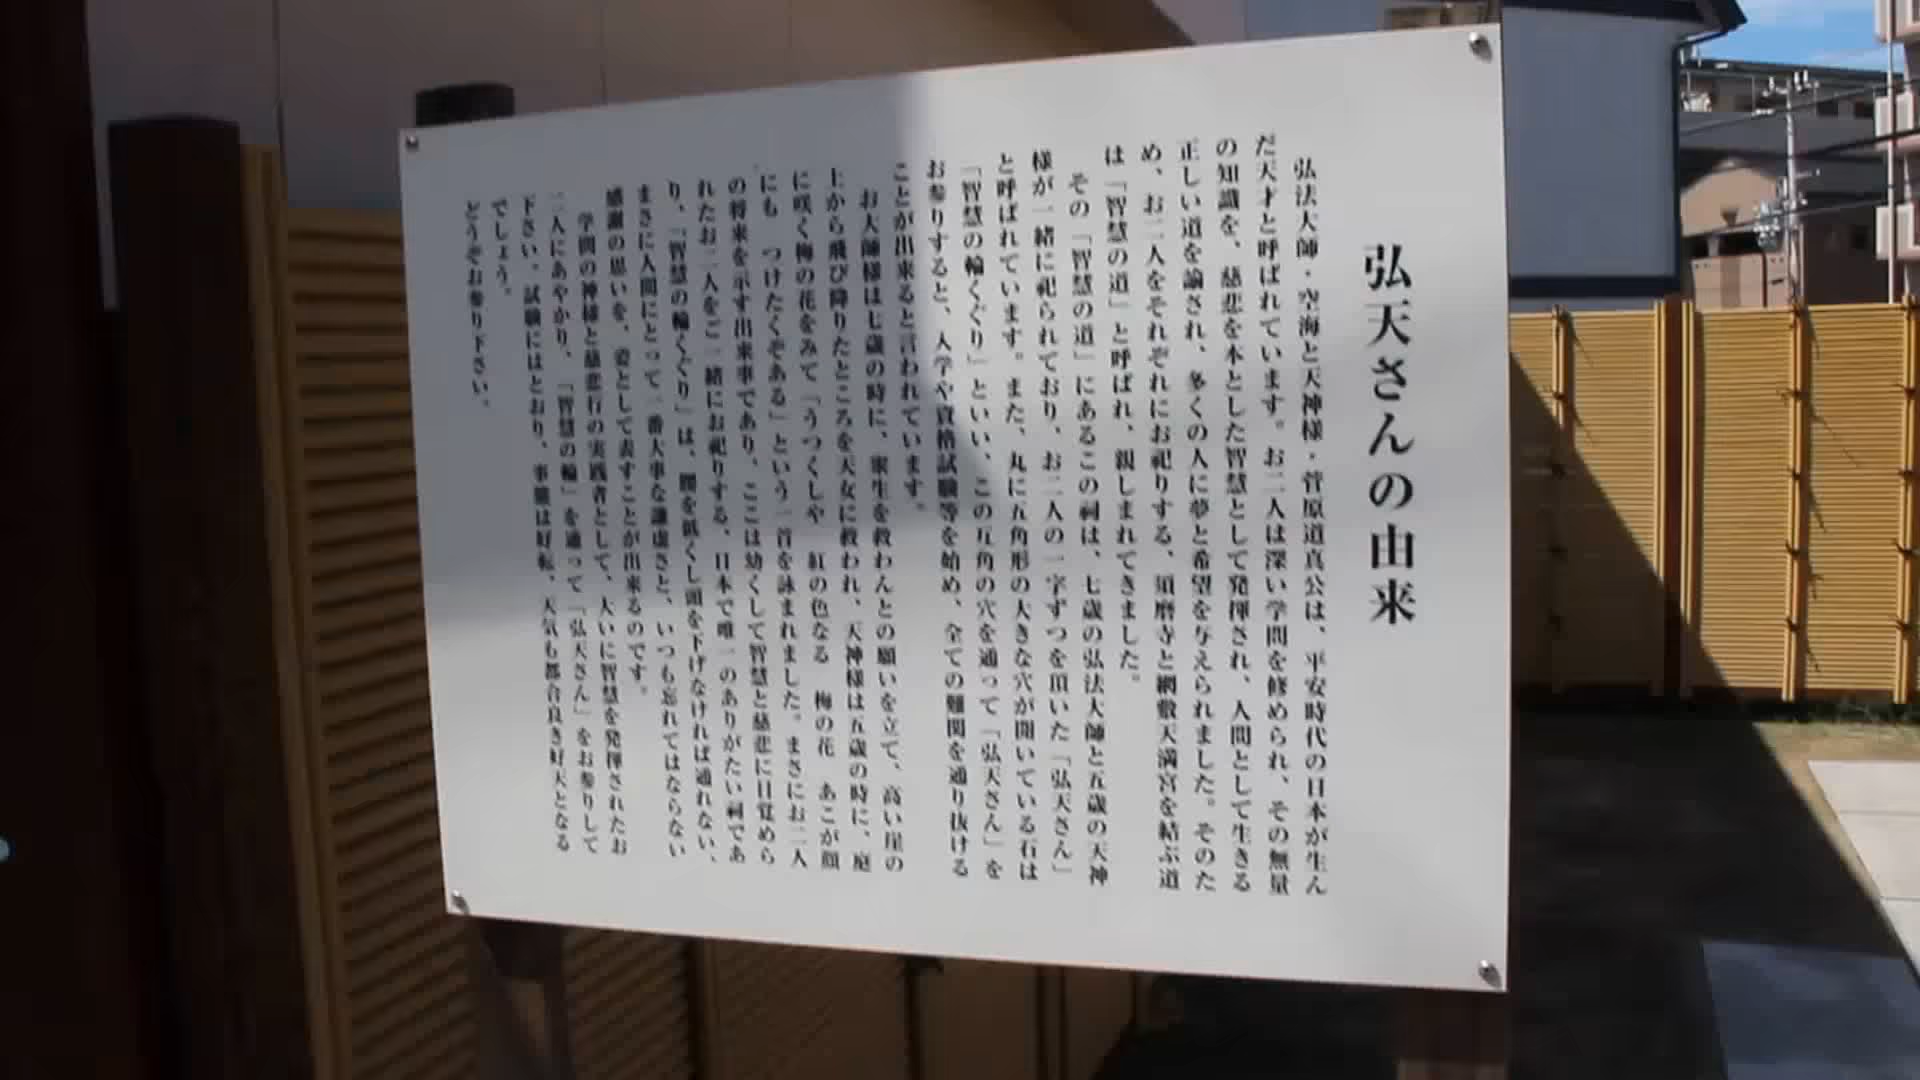 弘天さんの由来
弘法大師・空海と天神様・菅原道真公は、平安時代の日本が生ん
だ天才と呼ばれています。お二人は深い学問を修められ、その無量
の知識を、慈悲を本とした智慧として発揮され、人間として生きる
正しい道を諭され、多くの人に夢と希望を与えられました。そのた
め、お二人をそれぞれにお祀りする、須磨寺と網敷天満宮を結ぶ道
は「智慧の道」と呼ばれ、親しまれてきました。
その「智慧の道」にあるこの祠は、七歳の弘法大師と五歳の天神
様が一緒に祀られており、お二人の一字ずつを頂いた「弘天さん」
と呼ばれています。また、丸に五角形の大きな穴が開いている石は
「智慧の輪くぐり」といい、この五角の穴を通って「弘天さん」を
お参りすると、入学や資格試験等を始め、全ての難関を通り抜ける
ことが出来ると言われています。
お大師様は七歳の時に、衆生を救わんとの願いを立て、高い崖の
上から飛び降りたところを天女に救われ、天神様は五歳の時に、庭
に咲く梅の花をみて「うつくしや　紅の色なる　梅の花　あこが顔
にも　つけたくぞある」という一首を詠まれました。まさにお二人
の将来を示す出来事であり、ここは幼くして智慧と慈悲に目覚めら
れたお二人をご一緒にお祀りする、日本で唯一のありがたい祠であ
り、「智慧の輪くぐり」は、腰を低くし頭を下げなければ通れない、
まさに人間にとって一番大事な謙虚さと、いつも忘れてはならない
感謝の思いを、姿として表すことが出来るのです。
学問の神様と慈悲行の実践者として、大いに智慧を発揮されたお
二人にあやかり、「智慧の輪」を通って「弘天さん」をお参りして
下さい。試験にはとおり、事態は好転、天気も都合良き好天となる
でしょう。
どうぞお参り下さい。